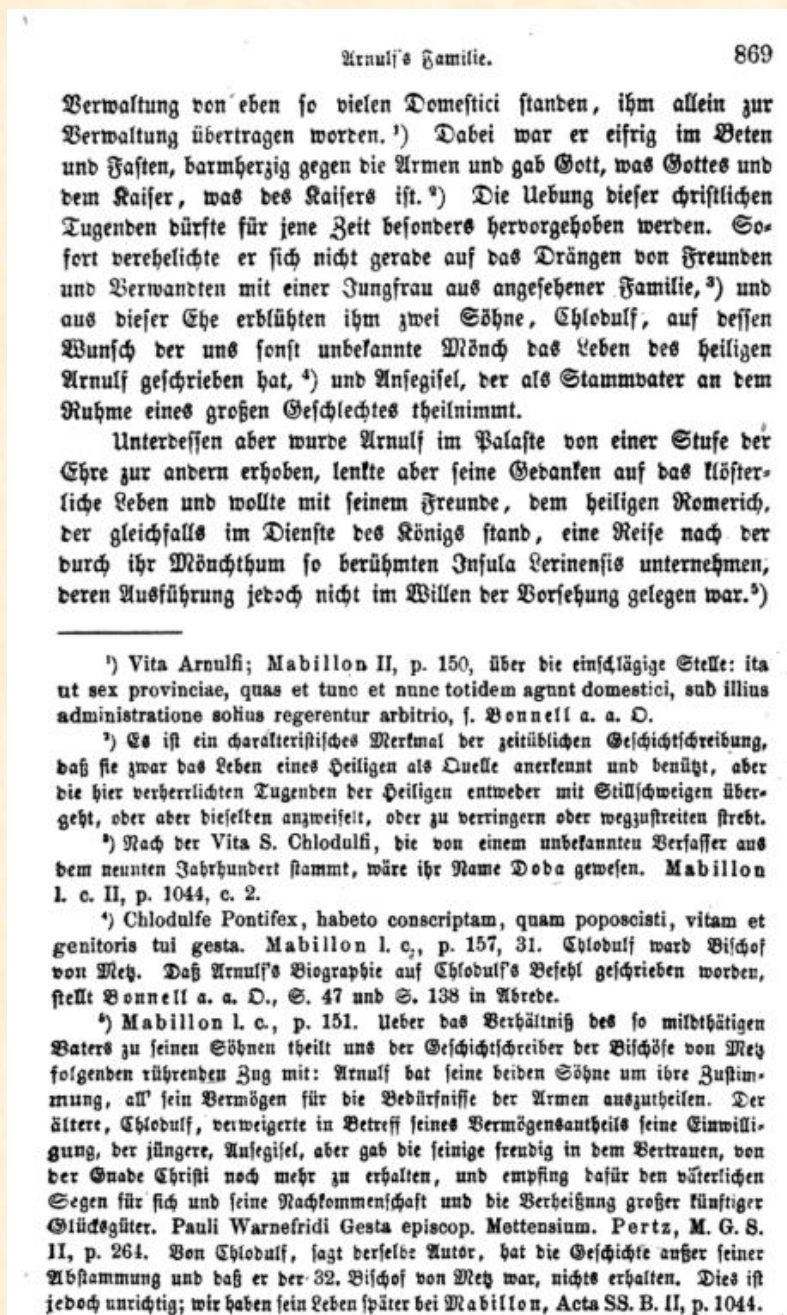 Arnulf's Familie. 869
Verwaltung von eben so vielen Domestici standen, ihm allein zur
Verwaltung übertragen worden.¹) Dabei war er eifrig im Beten
und Fasten, barmherzig gegen die Armen und gab Gott, was Gottes und
dem Kaiser, was des Kaisers ist.²) Die Uebung dieser christlichen
Tugenden dürfte für jene Zeit besonders hervorgehoben werden. So-
fort verehelichte er sich nicht gerade auf das Drängen von Freunden
und Verwandten mit einer Jungfrau aus angesehener Familie,³) und
aus dieser Ehe erblühten ihm zwei Söhne, Chlodulf, auf dessen
Wunsch der uns sonst unbekannte Mönch das Leben des heiligen
Arnulf geschrieben hat,⁴) und Ansegisel, der als Stammvater an dem
Ruhme eines großen Geschlechtes theilnimmt.
Unterdessen aber wurde Arnulf im Palaste von einer Stufe der
Ehre zur andern erhoben, lenkte aber seine Gedanken auf das klöster-
liche Leben und wollte mit seinem Freunde, dem heiligen Romerich,
der gleichfalls im Dienste des Königs stand, eine Reise nach der
durch ihr Mönchthum so berühmten Insula Lerinensis unternehmen,
deren Ausführung jedoch nicht im Willen der Vorsehung gelegen war.⁵)
¹) Vita Arnulfi; Mabillon II, p. 150, über die einschlägige Stelle: ita
ut sex provinciae, quas et tunc et nunc totidem agunt domestici, sub illius
administratione solius regerentur arbitrio, s. Bonnell a. a. O.
²) Es ist ein charakteristisches Merkmal der zeitüblichen Geschichtschreibung,
daß sie zwar das Leben eines Heiligen als Quelle anerkennt und benützt, aber
die hier verherrlichten Tugenden der Heiligen entweder mit Stillschweigen über-
geht, oder aber dieselben anzweifelt, oder zu verringern oder wegzustreiten strebt.
³) Nach der Vita S. Chlodulfi, die von einem unbekannten Verfasser aus
dem neunten Jahrhundert stammt, wäre ihr Name Doda gewesen. Mabillon
l. c. II, p. 1044, c. 2.
⁴) Chlodulfe Pontifex, habeto conscriptam, quam poposcisti, vitam et
genitoris tui gesta. Mabillon l. c., p. 157, 31. Chlodulf ward Bischof
von Metz. Daß Arnulf's Biographie auf Chlodulf's Befehl geschrieben worden,
stellt Bonnell a. a. O., S. 47 und S. 138 in Abrede.
⁵) Mabillon l. c., p. 151. Ueber das Verhältniß des so mildthätigen
Vaters zu seinen Söhnen theilt uns der Geschichtschreiber der Bischöfe von Metz
folgenden rührenden Zug mit: Arnulf bat seine beiden Söhne um ihre Zustim-
mung, all' sein Vermögen für die Bedürfnisse der Armen auszutheilen. Der
ältere, Chlodulf, verweigerte in Betreff seines Vermögensantheils seine Einwilli-
gung, der jüngere, Ansegisel, aber gab die seinige freudig in dem Vertrauen, von
der Gnade Christi noch mehr zu erhalten, und empfing dafür den väterlichen
Segen für sich und seine Nachkommenschaft und die Verheißung großer künftiger
Glücksgüter. Pauli Warnefridi Gesta episcop. Mettensium. Pertz, M. G. S.
II, p. 264. Von Chlodulf, sagt derselbe Autor, hat die Geschichte außer seiner
Abstammung und daß er der 32. Bischof von Metz war, nichts erhalten. Dies ist
jedoch unrichtig; wir haben sein Leben später bei Mabillon, Acta SS. B. II, p. 1044.